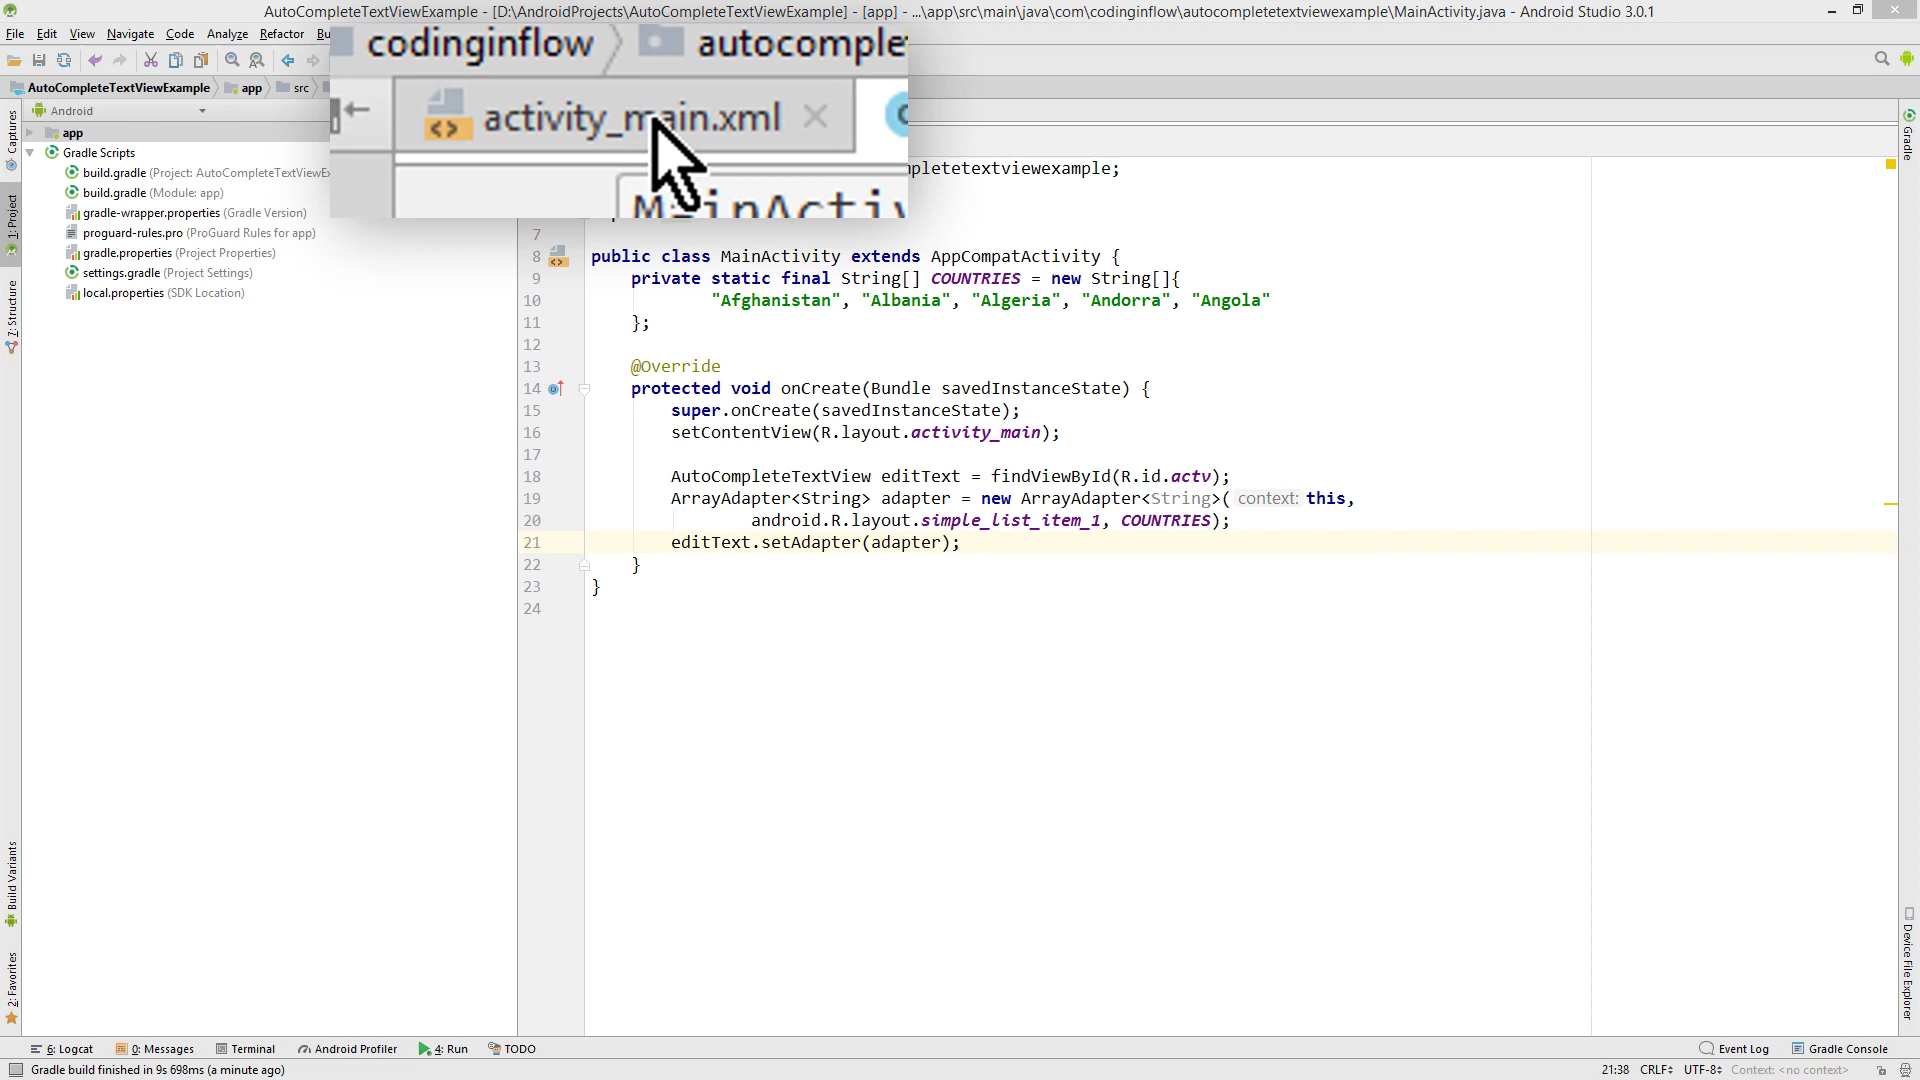 AutoCompleteTextViewExample - [D:\AndroidProjects\AutoCompleteTextViewExample] - [app] - ...\app\src\main\java\com\codinginflow\autocompletetextviewexample\MainActivity.java - Android Studio 3.0.1
File Edit View Navigate Code Analyze Refactor Bu
codinginflow autocomple
AutoCompleteTextViewExample app src
activity_main.xml
MainActiv
Android
app
Gradle Scripts
build.gradle (Project: AutoCompleteTextViewE
build.gradle (Module: app)
gradle-wrapper.properties (Gradle Version)
proguard-rules.pro (ProGuard Rules for app)
gradle.properties (Project Properties)
settings.gradle (Project Settings)
local.properties (SDK Location)
Captures
1: Project
7: Structure
Build Variants
2: Favorites
pletetextviewexample;
7
8 public class MainActivity extends AppCompatActivity {
9 private static final String[] COUNTRIES = new String[]{
10 "Afghanistan", "Albania", "Algeria", "Andorra", "Angola"
11 };
12
13 @Override
14 protected void onCreate(Bundle savedInstanceState) {
15 super.onCreate(savedInstanceState);
16 setContentView(R.layout.activity_main);
17
18 AutoCompleteTextView editText = findViewById(R.id.actv);
19 ArrayAdapter<String> adapter = new ArrayAdapter<String>( context: this,
20 android.R.layout.simple_list_item_1, COUNTRIES);
21 editText.setAdapter(adapter);
22 }
23 }
24
Gradle
Device File Explorer
6: Logcat 0: Messages Terminal Android Profiler 4: Run TODO Event Log Gradle Console
Gradle build finished in 9s 698ms (a minute ago) 21:38 CRLF UTF-8 Context: <no context>